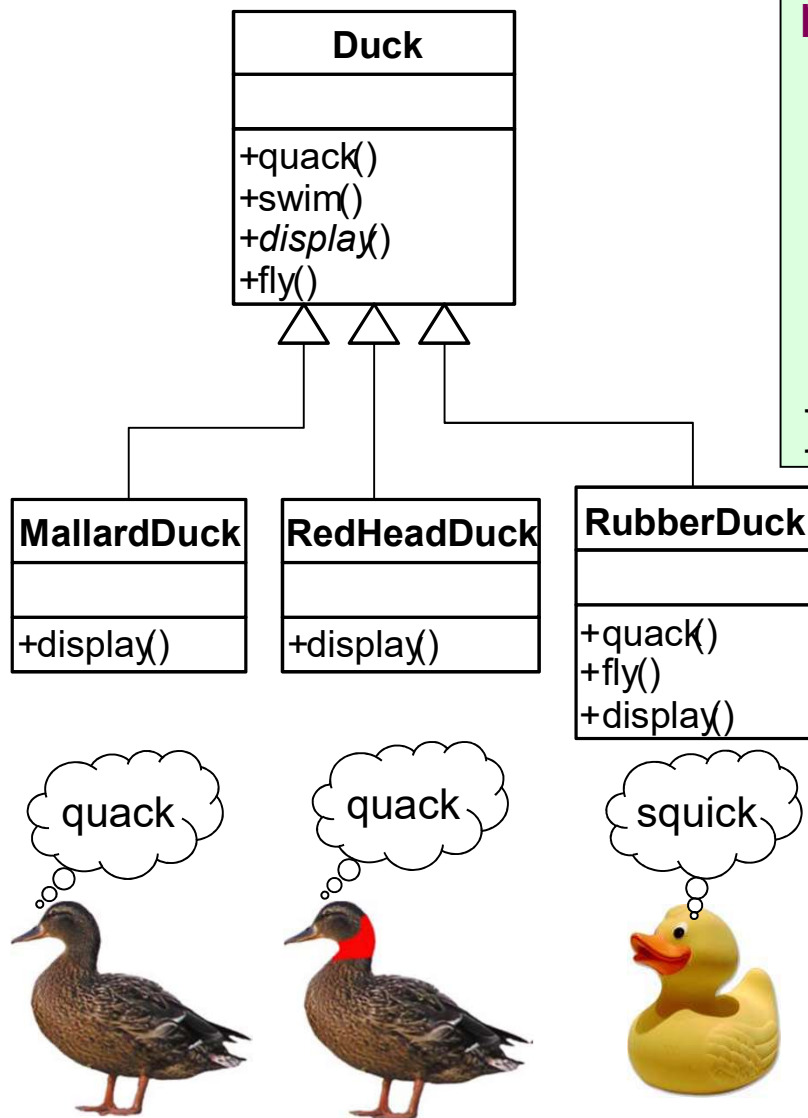 Duck
+quack()
+swim()
+display()
+fly()
MallardDuck
+display()
RedHeadDuck
+display()
RubberDuck
+quack()
+fly()
+display()
quack
quack
squick